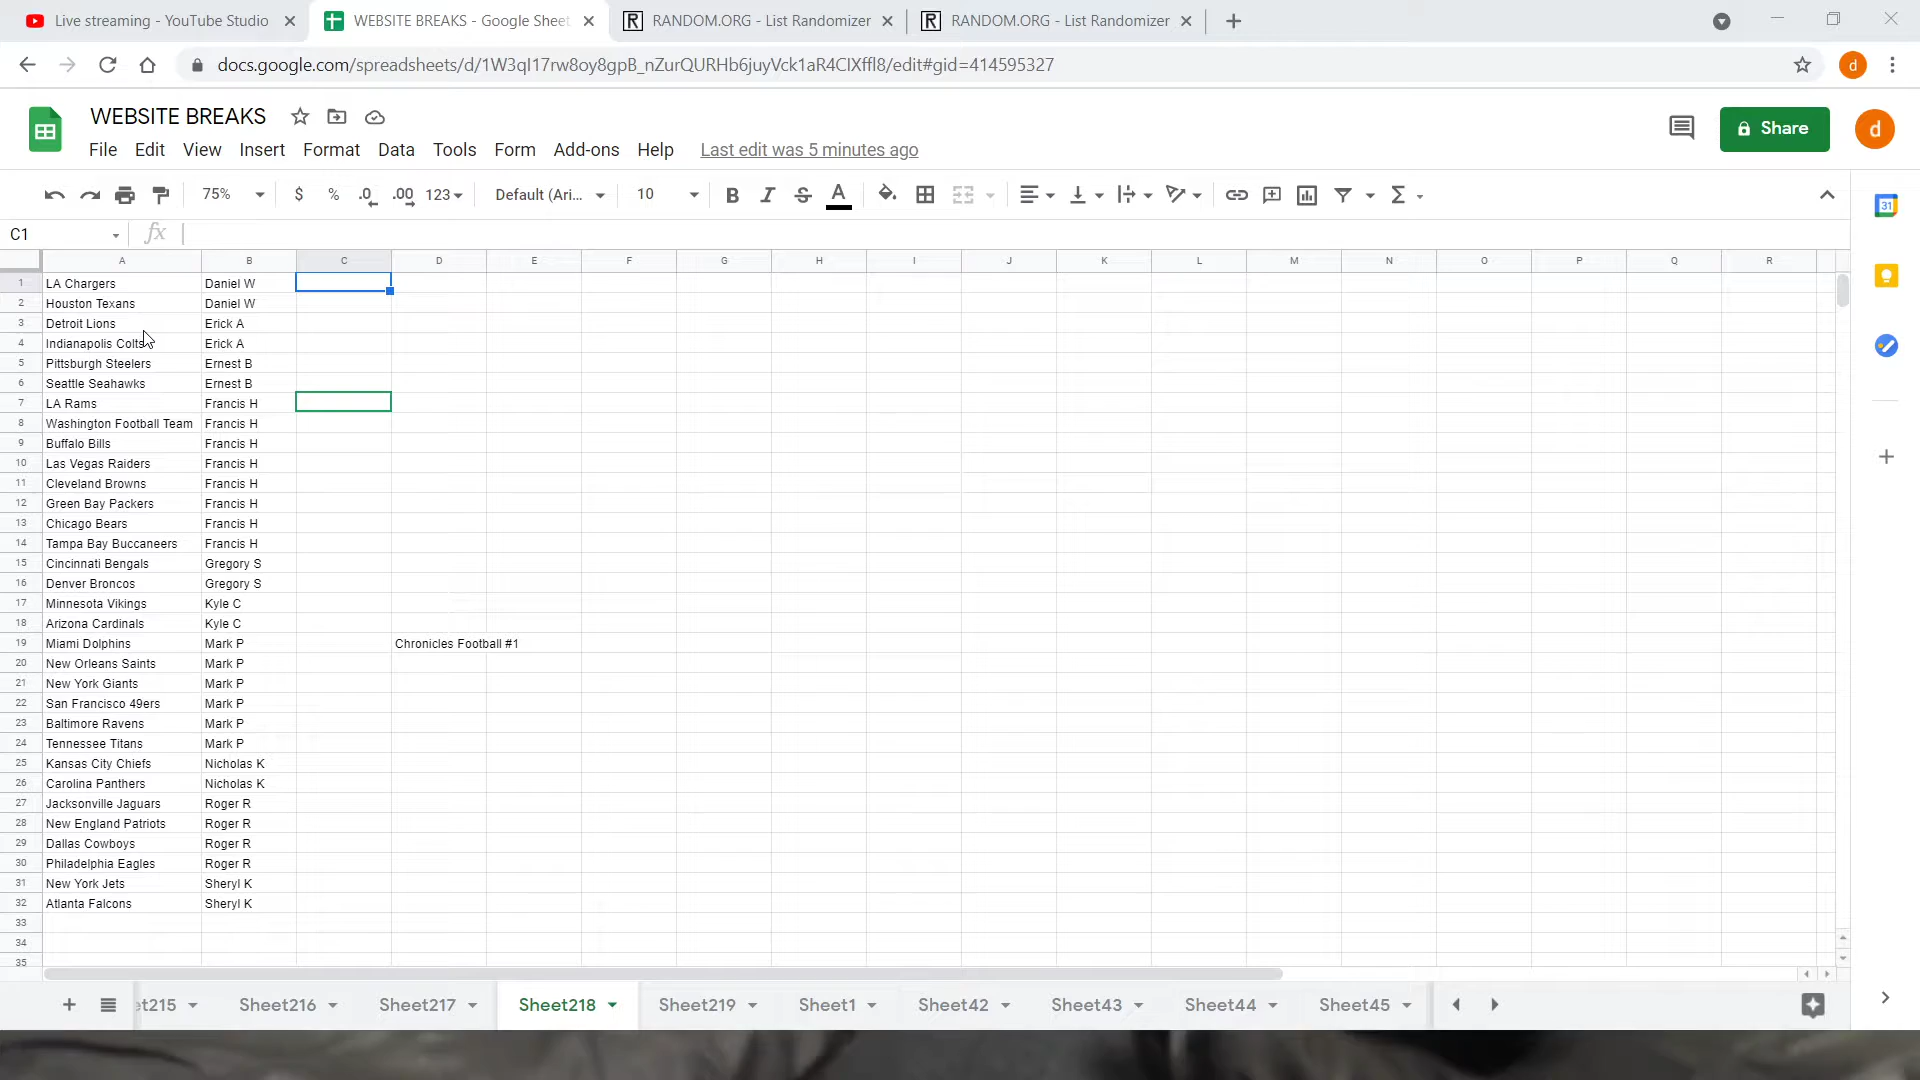 Live streaming - YouTube Studio
WEBSITE BREAKS - Google Sheet
RANDOM.ORG - List Randomizer
RANDOM.ORG - List Randomizer
docs.google.com/spreadsheets/d/1W3qI17rw8oy8gpB_nZurQURHb6juyVck1aR4ClXffl8/edit#gid=414595327
d
WEBSITE BREAKS
File Edit View Insert Format Data Tools Form Add-ons Help Last edit was 5 minutes ago
Share
d
75% $ % .0 .00 123 Default (Ari... 10 B I S A
31
C1 fx
A B C D E F G H I J K L M N O P Q R
1 LA Chargers Daniel W
2 Houston Texans Daniel W
3 Detroit Lions Erick A
4 Indianapolis Colts Erick A
5 Pittsburgh Steelers Ernest B
6 Seattle Seahawks Ernest B
7 LA Rams Francis H
8 Washington Football Team Francis H
9 Buffalo Bills Francis H
10 Las Vegas Raiders Francis H
11 Cleveland Browns Francis H
12 Green Bay Packers Francis H
13 Chicago Bears Francis H
14 Tampa Bay Buccaneers Francis H
15 Cincinnati Bengals Gregory S
16 Denver Broncos Gregory S
17 Minnesota Vikings Kyle C
18 Arizona Cardinals Kyle C
19 Miami Dolphins Mark P Chronicles Football #1
20 New Orleans Saints Mark P
21 New York Giants Mark P
22 San Francisco 49ers Mark P
23 Baltimore Ravens Mark P
24 Tennessee Titans Mark P
25 Kansas City Chiefs Nicholas K
26 Carolina Panthers Nicholas K
27 Jacksonville Jaguars Roger R
28 New England Patriots Roger R
29 Dallas Cowboys Roger R
30 Philadelphia Eagles Roger R
31 New York Jets Sheryl K
32 Atlanta Falcons Sheryl K
33
34
35
et215 Sheet216 Sheet217 Sheet218 Sheet219 Sheet1 Sheet42 Sheet43 Sheet44 Sheet45